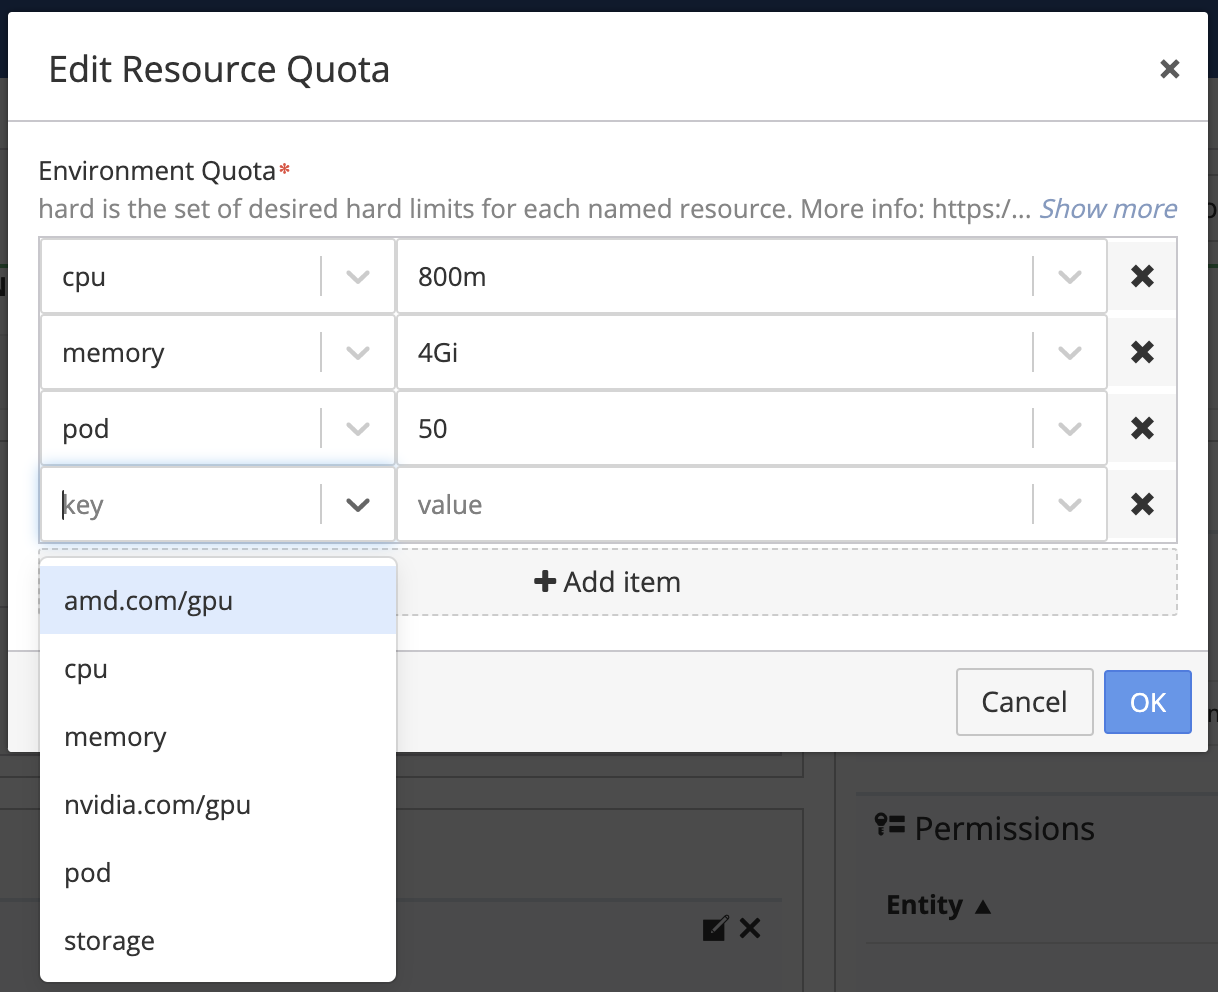 Edit Resource Quota
Environment Quota*
hard is the set of desired hard limits for each named resource. More info: https:/... Show more
cpu 800m
memory 4Gi
pod 50
key value
Add item
amd.com/gpu
cpu
memory
nvidia.com/gpu
pod
storage
Cancel OK
Permissions
Entity ▲